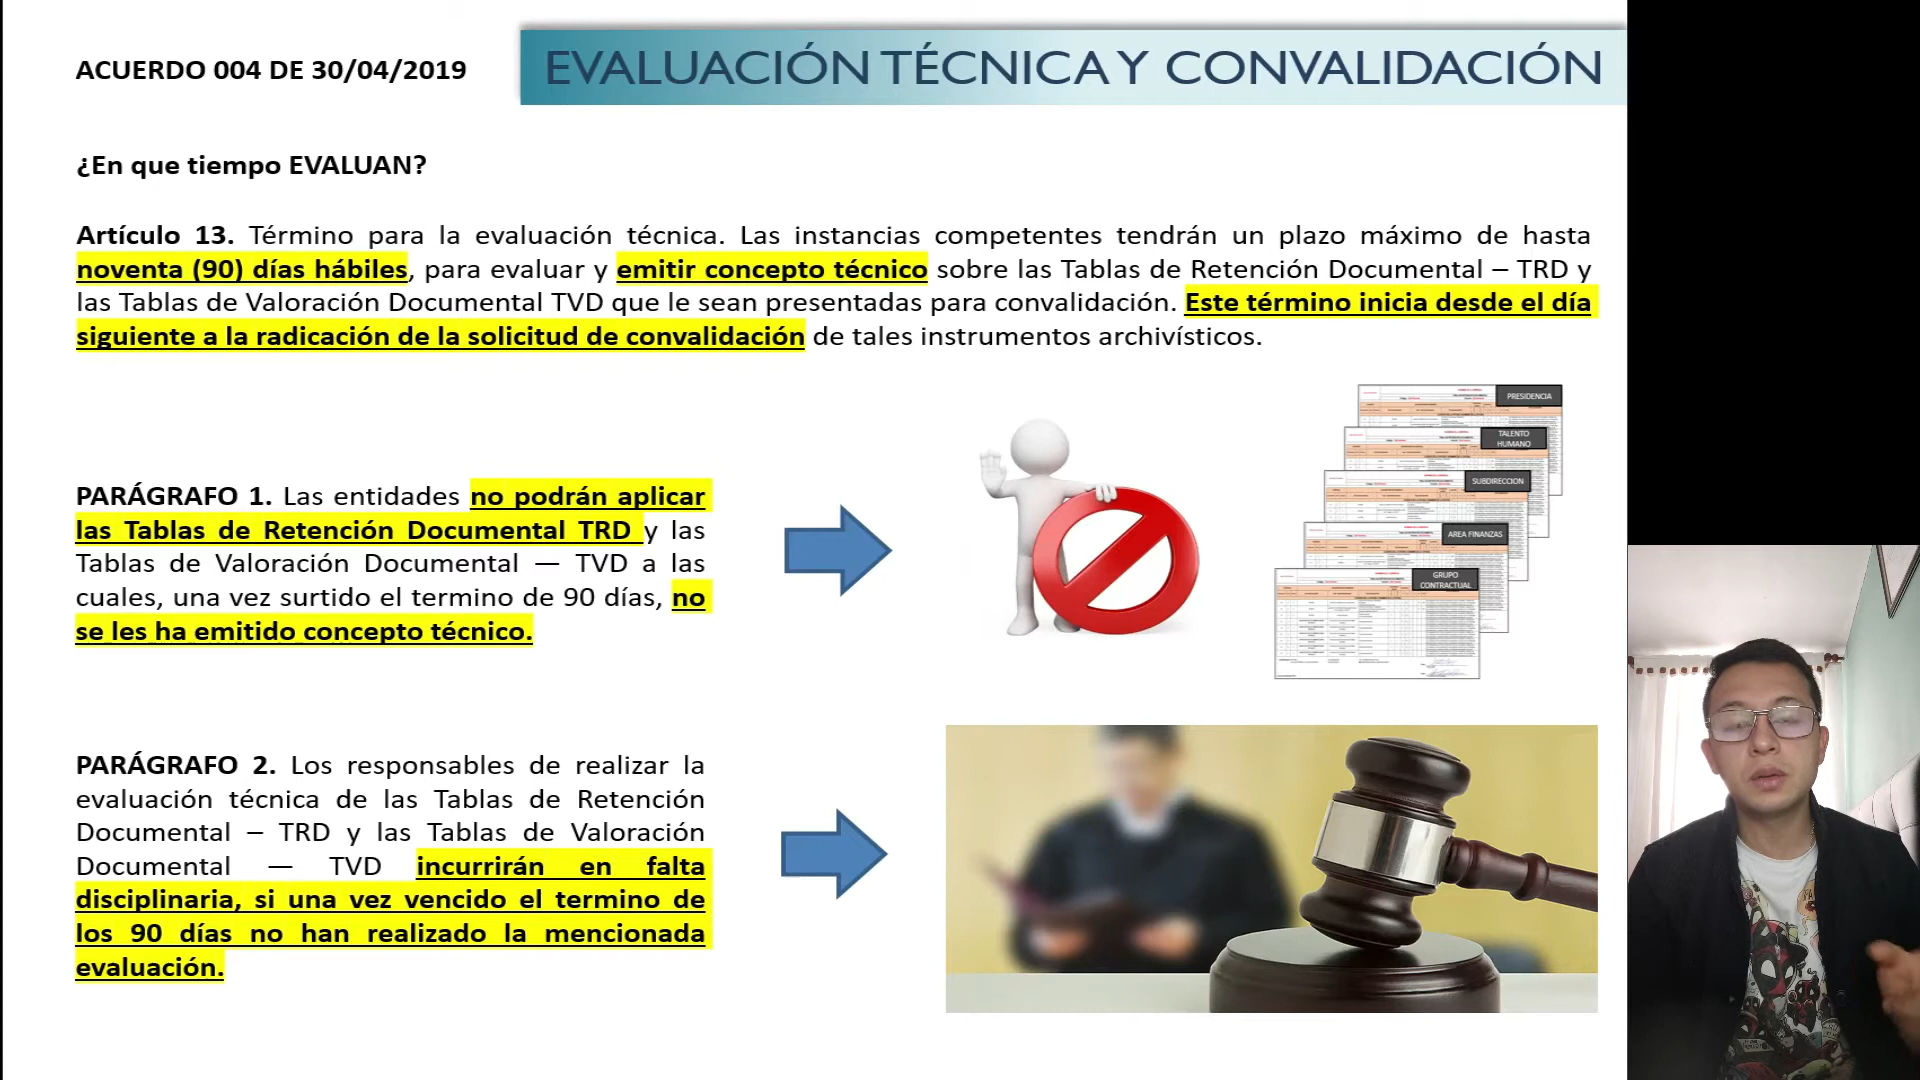 ACUERDO 004 DE 30/04/2019
EVALUACIÓN TÉCNICA Y CONVALIDACIÓN
¿En que tiempo EVALUAN?
Artículo 13. Término para la evaluación técnica. Las instancias competentes tendrán un plazo máximo de hasta
noventa (90) días hábiles, para evaluar y emitir concepto técnico sobre las Tablas de Retención Documental – TRD y
las Tablas de Valoración Documental TVD que le sean presentadas para convalidación. Este término inicia desde el día
siguiente a la radicación de la solicitud de convalidación de tales instrumentos archivísticos.
PARÁGRAFO 1. Las entidades no podrán aplicar
las Tablas de Retención Documental TRD y las
Tablas de Valoración Documental — TVD a las
cuales, una vez surtido el termino de 90 días, no
se les ha emitido concepto técnico.
PRESIDENCIA
TALENTO
HUMANO
SUBDIRECCION
AREA FINANZAS
GRUPO
CONTRACTUAL
PARÁGRAFO 2. Los responsables de realizar la
evaluación técnica de las Tablas de Retención
Documental – TRD y las Tablas de Valoración
Documental — TVD incurrirán en falta
disciplinaria, si una vez vencido el termino de
los 90 días no han realizado la mencionada
evaluación.